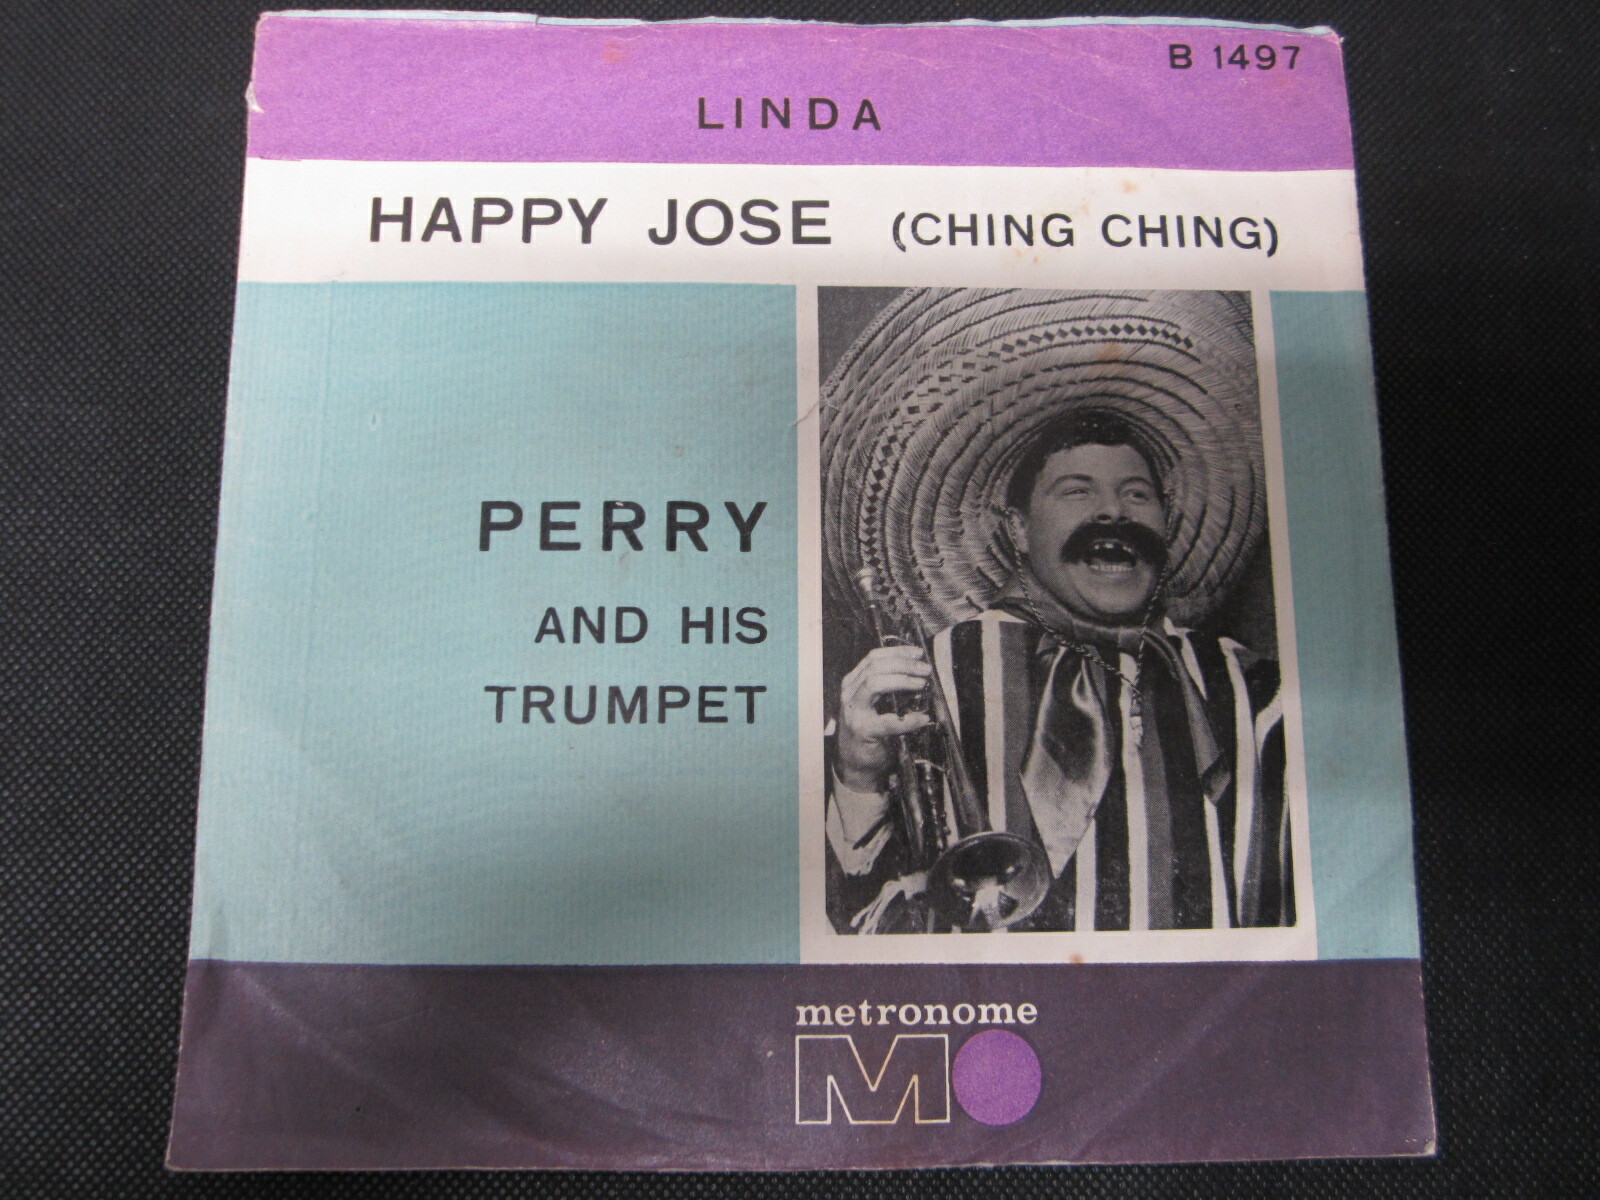 B 1497
LINDA
HAPPY JOSE (CHING CHING)
PERRY
AND HIS
TRUMPET
metronome
M